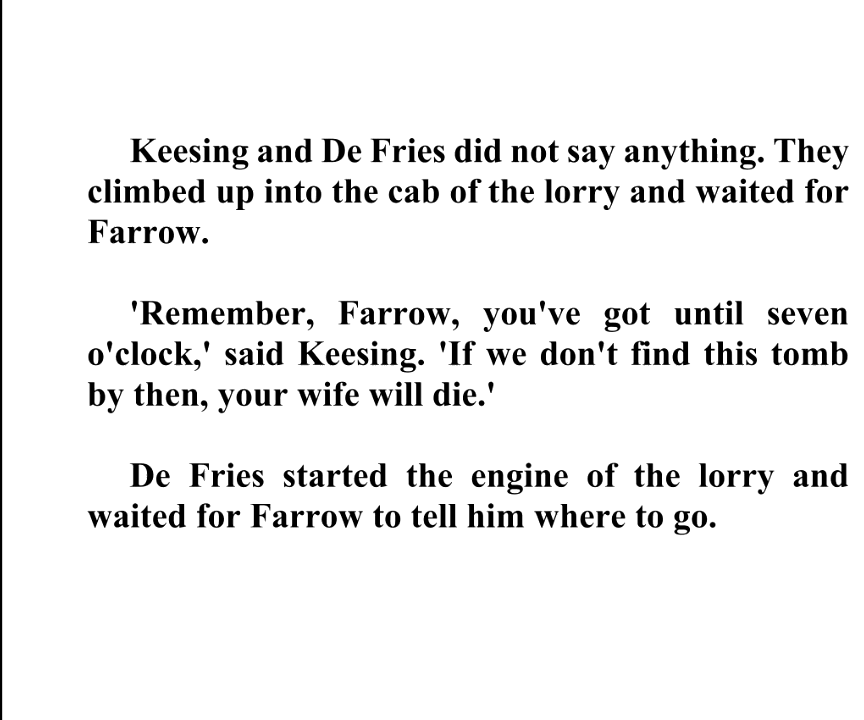 Keesing and De Fries did not say anything. They
climbed up into the cab of the lorry and waited for
Farrow.
'Remember, Farrow, you've got until seven
o'clock,' said Keesing. 'If we don't find this tomb
by then, your wife will die.'
De Fries started the engine of the lorry and
waited for Farrow to tell him where to go.